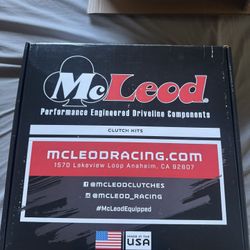 McLeod®
Performance Engineered Driveline Components
CLUTCH KITS
MCLEODRACING.COM
1570 Lakeview Loop Anaheim, CA 92807
@MCLEODCLUTCHES
@MCLEOD_RACING
#McLeodEquipped
MADE IN THE
USA